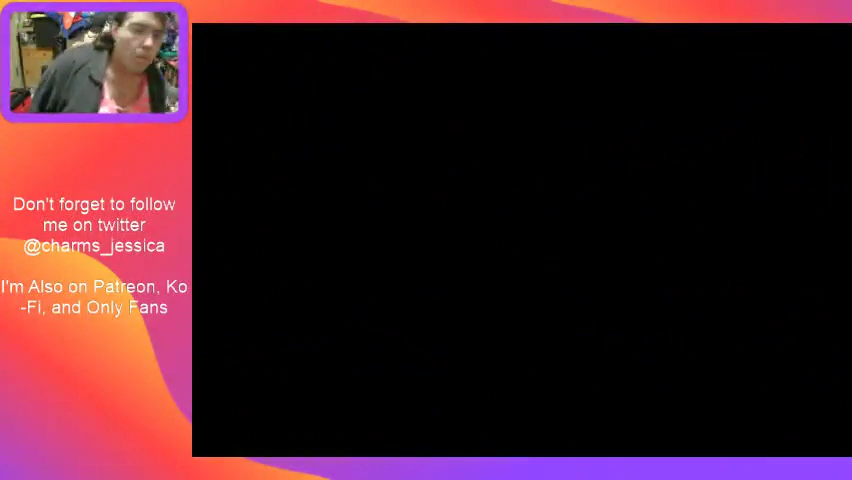 Don't forget to follow
me on twitter
@charms_jessica
I'm Also on Patreon, Ko
-Fi, and Only Fans